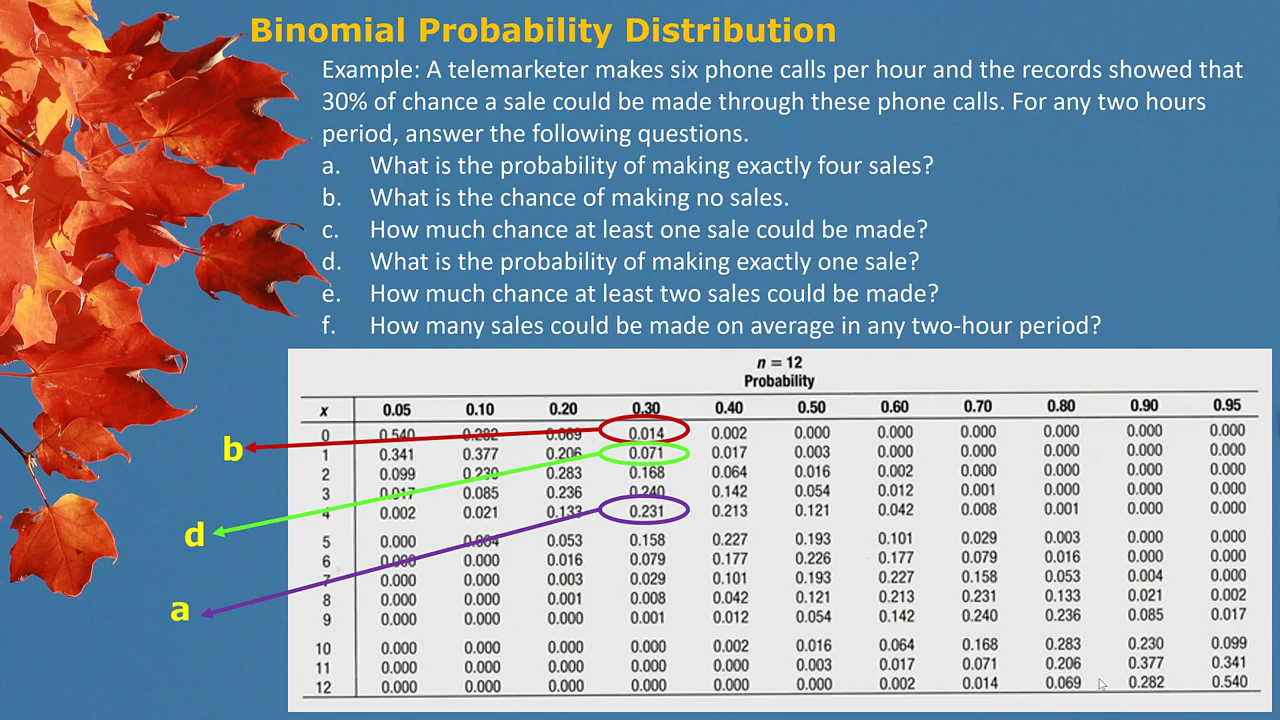 Binomial Probability Distribution
Example: A telemarketer makes six phone calls per hour and the records showed that
30% of chance a sale could be made through these phone calls. For any two hours
period, answer the following questions.
a. What is the probability of making exactly four sales?
b. What is the chance of making no sales.
c. How much chance at least one sale could be made?
d. What is the probability of making exactly one sale?
e. How much chance at least two sales could be made?
f. How many sales could be made on average in any two-hour period?
n = 12
Probability
x 0.05 0.10 0.20 0.30 0.40 0.50 0.60 0.70 0.80 0.90 0.95
0 0.540 0.282 0.069 0.014 0.002 0.000 0.000 0.000 0.000 0.000 0.000
b
1 0.341 0.377 0.206 0.071 0.017 0.003 0.000 0.000 0.000 0.000 0.000
2 0.099 0.230 0.283 0.168 0.064 0.016 0.002 0.000 0.000 0.000 0.000
3 0.017 0.085 0.236 0.240 0.142 0.054 0.012 0.001 0.000 0.000 0.000
4 0.002 0.021 0.133 0.231 0.213 0.121 0.042 0.008 0.001 0.000 0.000
d
5 0.000 0.004 0.053 0.158 0.227 0.193 0.101 0.029 0.003 0.000 0.000
6 0.000 0.000 0.016 0.079 0.177 0.226 0.177 0.079 0.016 0.000 0.000
7 0.000 0.000 0.003 0.029 0.101 0.193 0.227 0.158 0.053 0.004 0.000
8 0.000 0.000 0.001 0.008 0.042 0.121 0.213 0.231 0.133 0.021 0.002
a
9 0.000 0.000 0.000 0.001 0.012 0.054 0.142 0.240 0.236 0.085 0.017
10 0.000 0.000 0.000 0.000 0.002 0.016 0.064 0.168 0.283 0.230 0.099
11 0.000 0.000 0.000 0.000 0.000 0.003 0.017 0.071 0.206 0.377 0.341
12 0.000 0.000 0.000 0.000 0.000 0.000 0.002 0.014 0.069 0.282 0.540